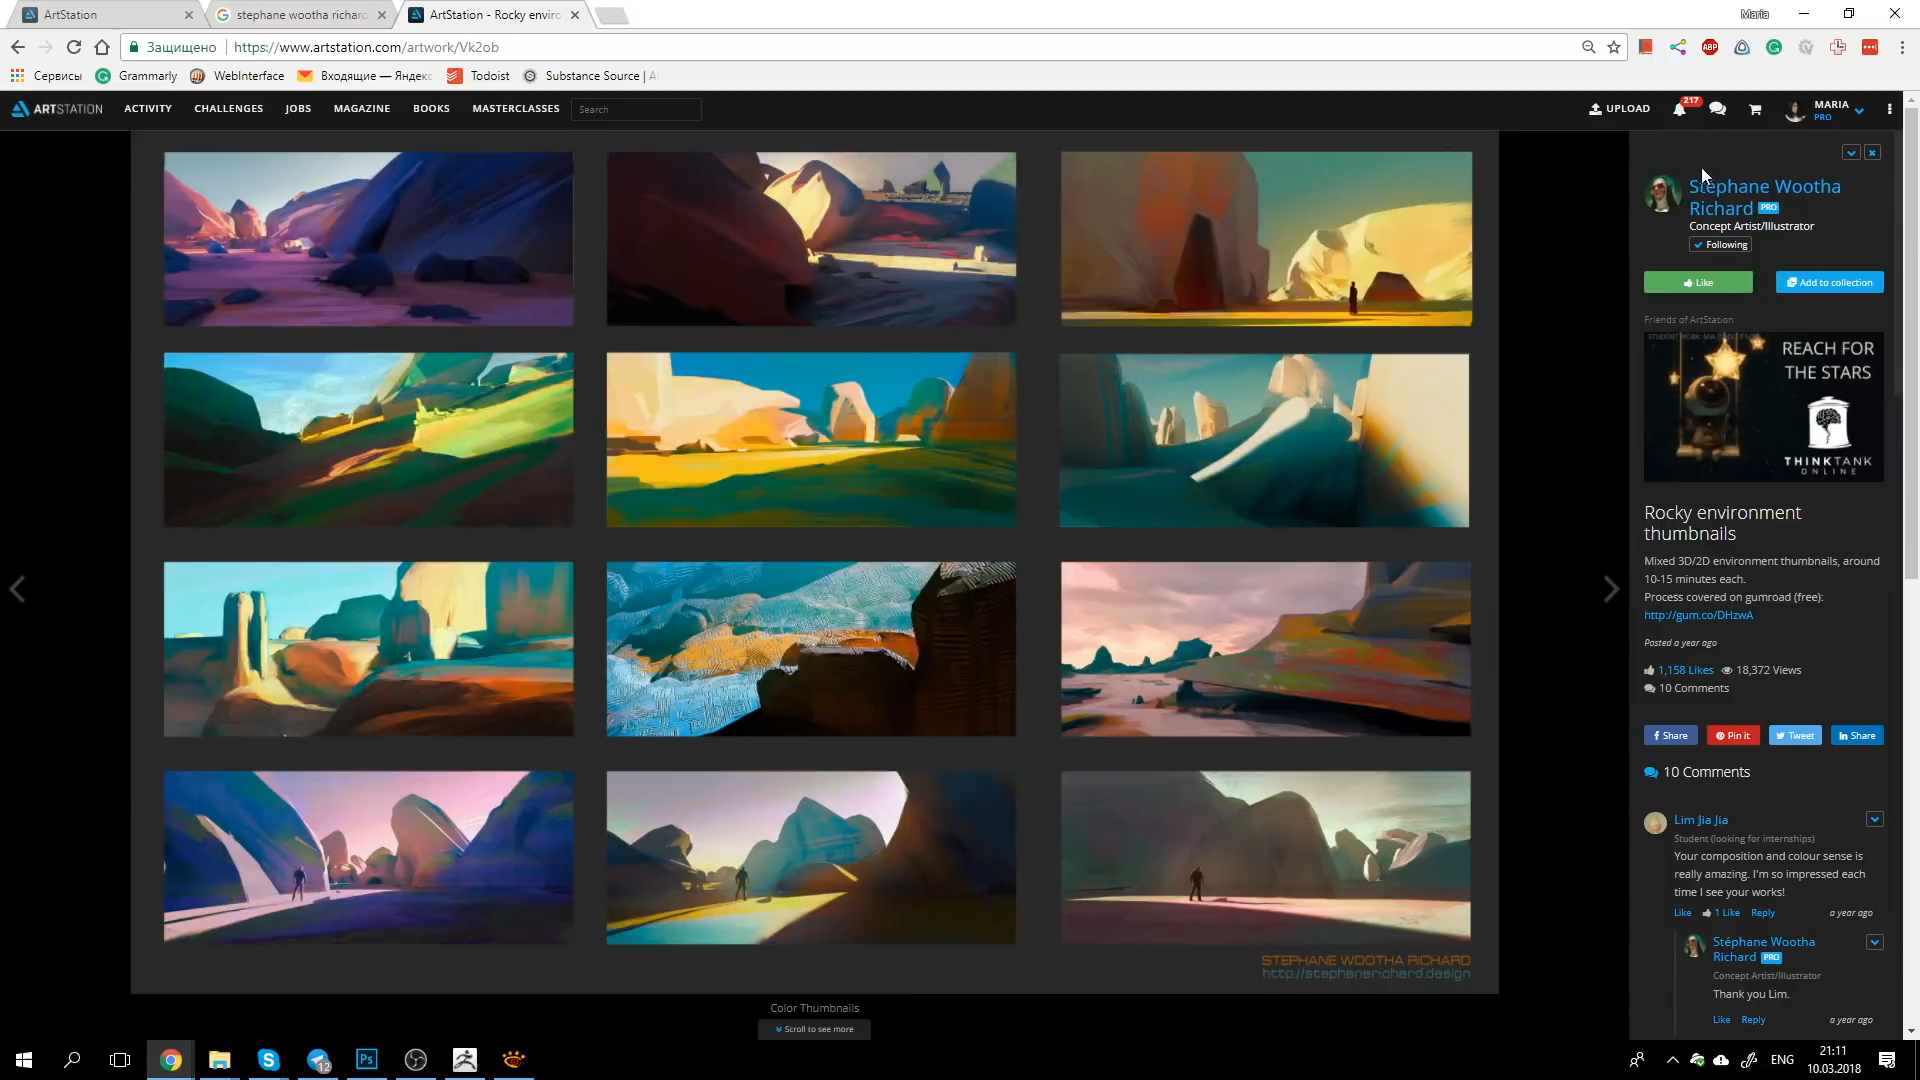 ArtStation
stephane wootha richard
ArtStation - Rocky enviro
Maria
Защищено
https://www.artstation.com/artwork/Vk2ob
ABP
Сервисы
Grammarly
WebInterface
Входящие — Яндекс
Todoist
Substance Source | A
ARTSTATION
ACTIVITY
CHALLENGES
JOBS
MAGAZINE
BOOKS
MASTERCLASSES
Search
UPLOAD
217
MARIA
PRO
Stéphane Wootha
Richard PRO
Concept Artist/Illustrator
Following
Like
Add to collection
Friends of ArtStation
REACH FOR
THE STARS
THINKTANK
ONLINE
Rocky environment
thumbnails
Mixed 3D/2D environment thumbnails, around
10-15 minutes each.
Process covered on gumroad (free):
http://gum.co/DHzwA
Posted a year ago
1,158 Likes 18,372 Views
10 Comments
Share
Pin it
Tweet
Share
10 Comments
Lim Jia Jia
Student (looking for internships)
Your composition and colour sense is
really amazing. I'm so impressed each
time I see your works!
Like 1 Like Reply a year ago
Stéphane Wootha
Richard PRO
Concept Artist/Illustrator
Thank you Lim.
Like Reply a year ago
STEPHANE WOOTHA RICHARD
http://stephanerichard.design
Color Thumbnails
Scroll to see more
12
Ps
ENG
21:11
10.03.2018